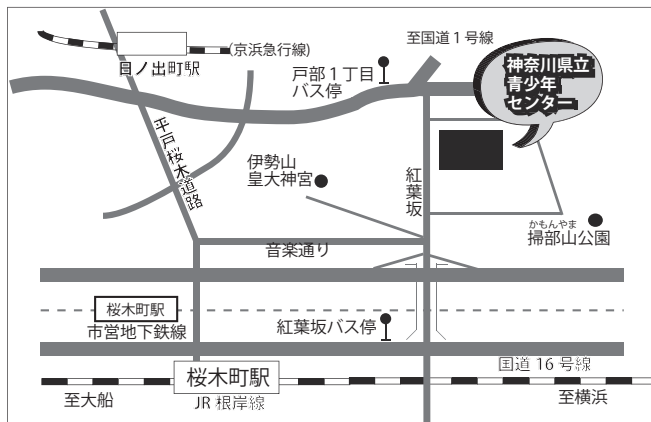 (京浜急行線)
日ノ出町駅
至国道1号線
戸部1丁目
バス停
神奈川県立
青少年
センター
平戸桜木道路
伊勢山
皇大神宮
紅葉坂
かもんやま
掃部山公園
音楽通り
桜木町駅
市営地下鉄線
紅葉坂バス停
国道16号線
桜木町駅
至大船
JR根岸線
至横浜